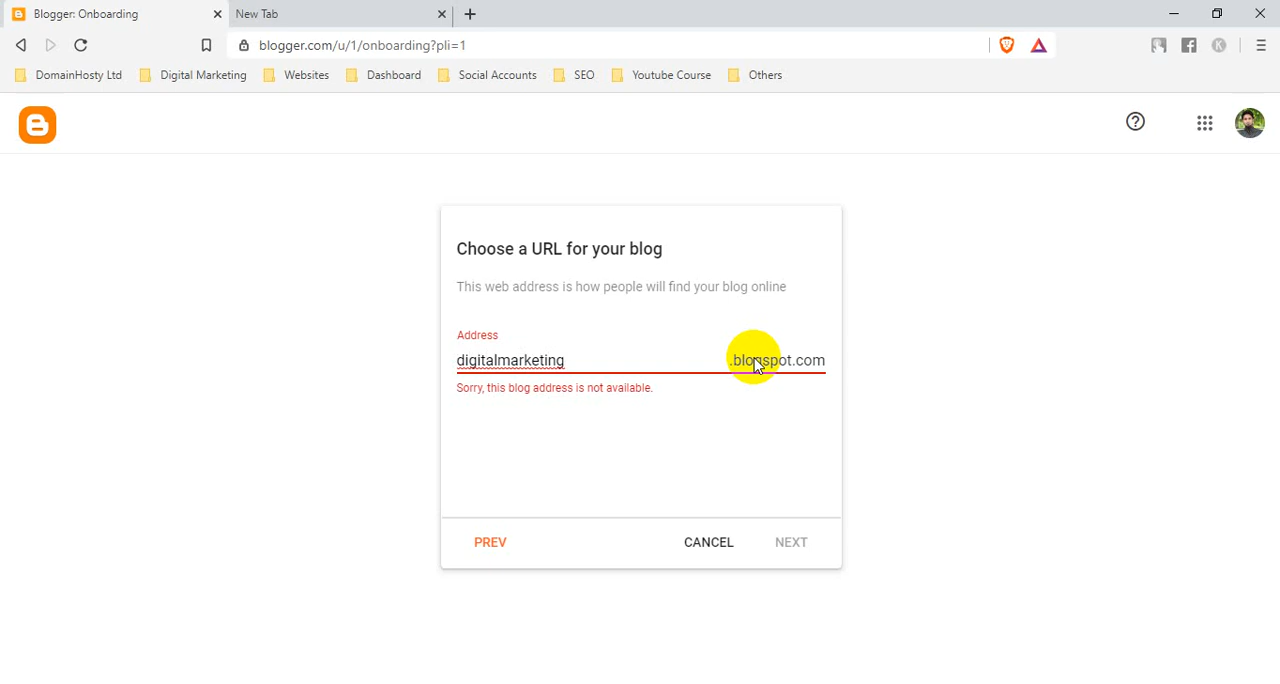 Blogger: Onboarding
New Tab
blogger.com/u/1/onboarding?pli=1
DomainHosty Ltd
Digital Marketing
Websites
Dashboard
Social Accounts
SEO
Youtube Course
Others
Choose a URL for your blog
This web address is how people will find your blog online
Address
digitalmarketing .blogspot.com
Sorry, this blog address is not available.
PREV
CANCEL
NEXT